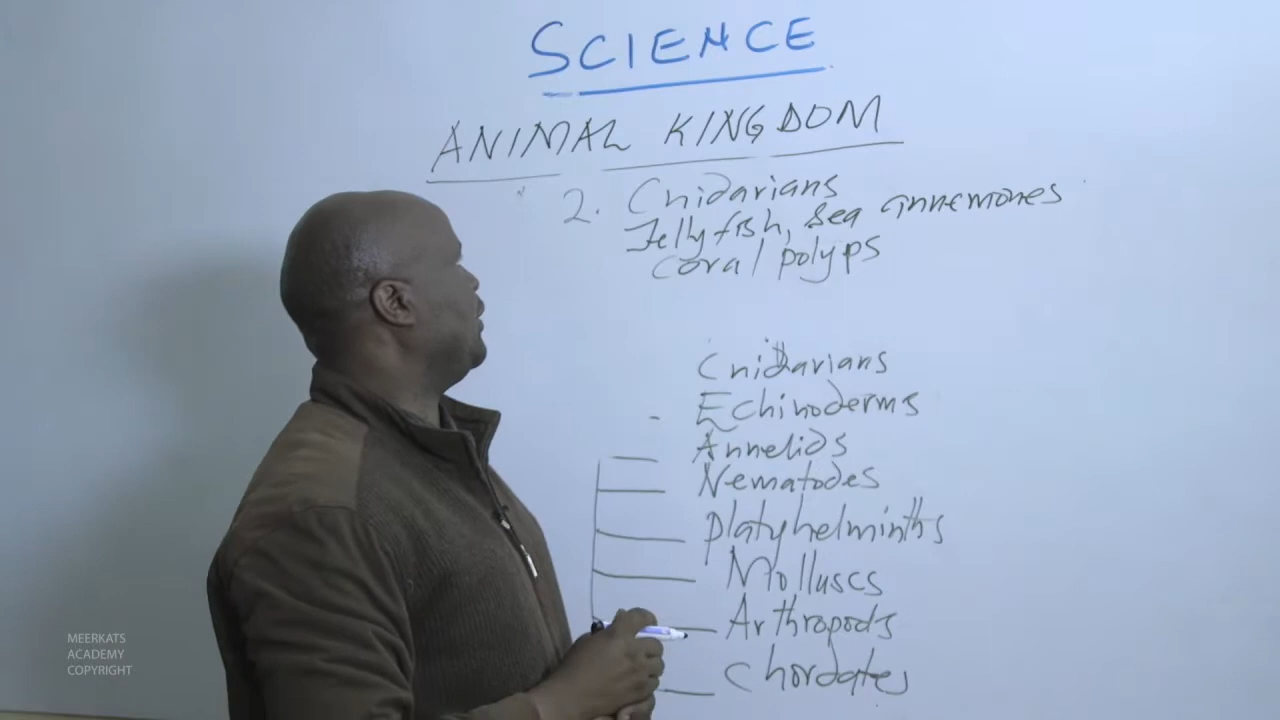 SCIENCE
ANIMAL KINGDOM
2. Cnidarians
Jellyfish, Sea annemones
coral polyps
Cnidarians
Echinoderms
Annelids
Nematodes
Platyhelminths
Molluscs
Arthropods
Chordates
MEERKATS
ACADEMY
COPYRIGHT